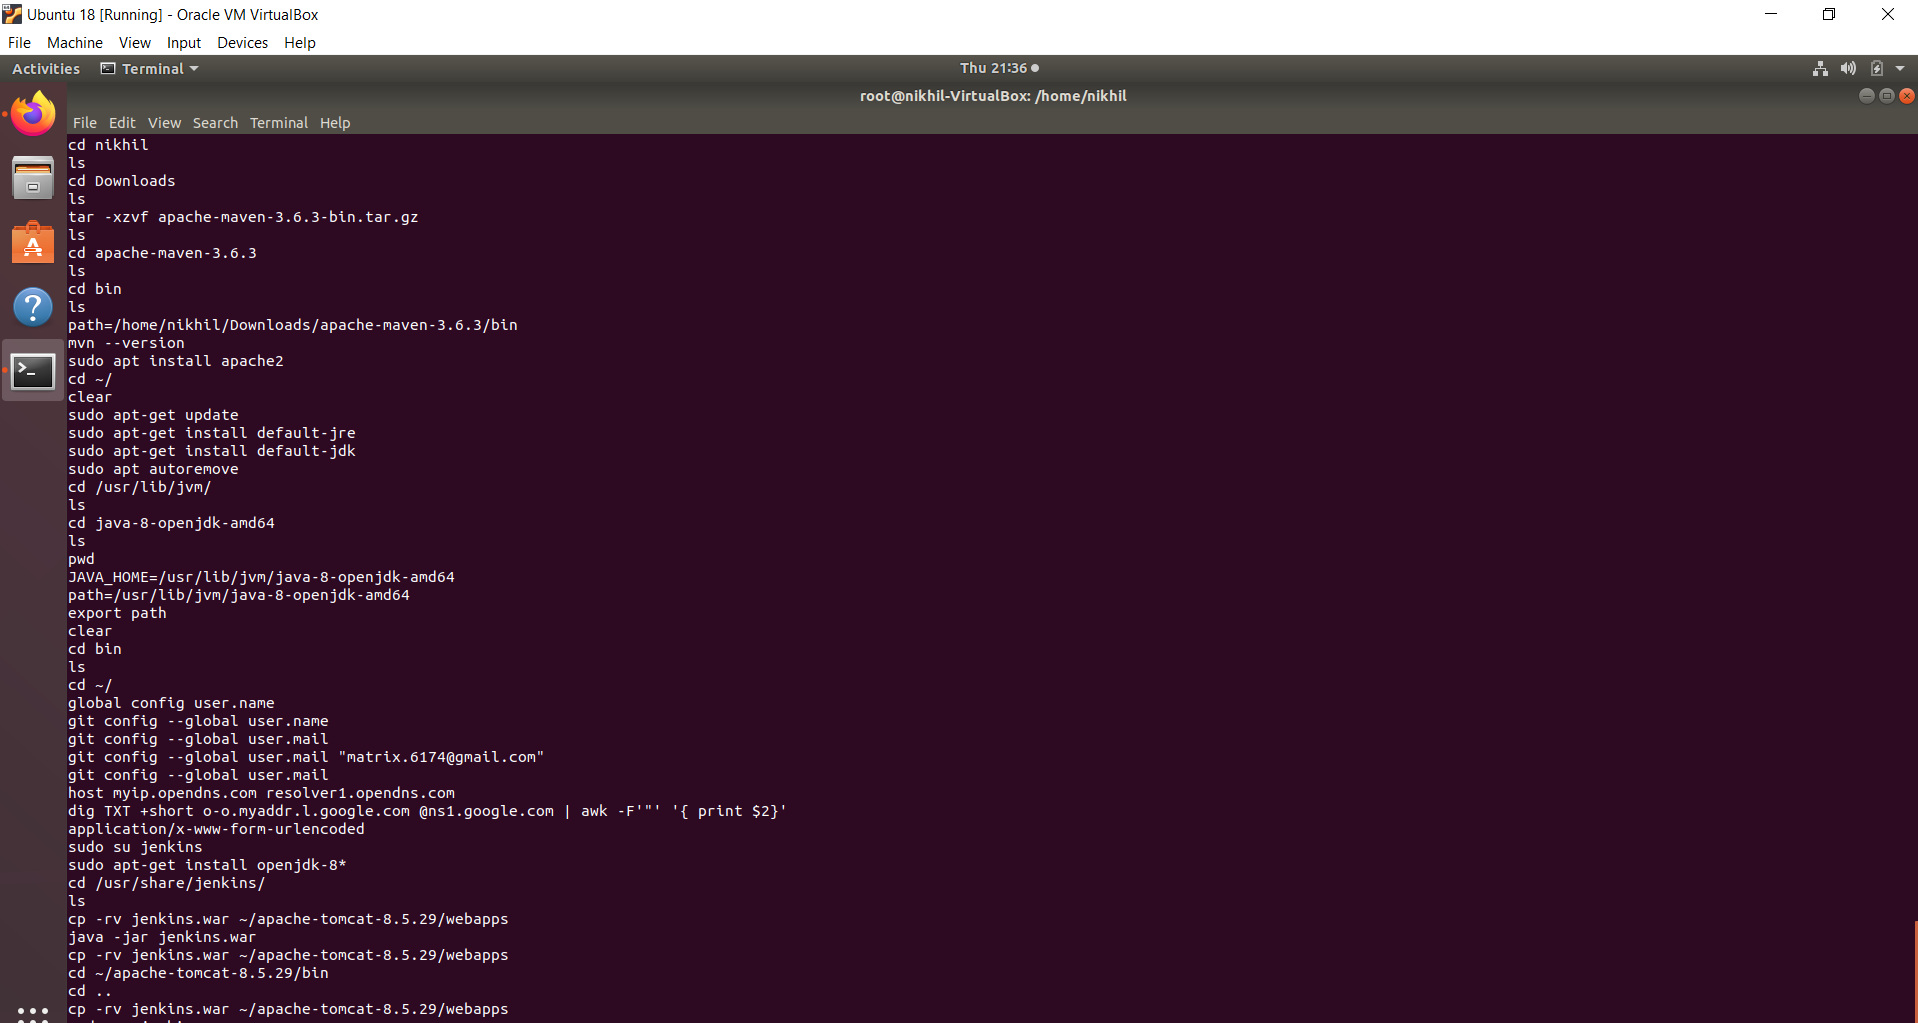 Ubuntu 18 [Running] - Oracle VM VirtualBox
File Machine View Input Devices Help
Activities Terminal Thu 21:36
root@nikhil-VirtualBox: /home/nikhil
File Edit View Search Terminal Help
cd nikhil
ls
cd Downloads
ls
tar -xzvf apache-maven-3.6.3-bin.tar.gz
ls
cd apache-maven-3.6.3
ls
cd bin
ls
path=/home/nikhil/Downloads/apache-maven-3.6.3/bin
mvn --version
sudo apt install apache2
cd ~/
clear
sudo apt-get update
sudo apt-get install default-jre
sudo apt-get install default-jdk
sudo apt autoremove
cd /usr/lib/jvm/
ls
cd java-8-openjdk-amd64
ls
pwd
JAVA_HOME=/usr/lib/jvm/java-8-openjdk-amd64
path=/usr/lib/jvm/java-8-openjdk-amd64
export path
clear
cd bin
ls
cd ~/
global config user.name
git config --global user.name
git config --global user.mail
git config --global user.mail "matrix.6174@gmail.com"
git config --global user.mail
host myip.opendns.com resolver1.opendns.com
dig TXT +short o-o.myaddr.l.google.com @ns1.google.com | awk -F'"' '{ print $2}'
application/x-www-form-urlencoded
sudo su jenkins
sudo apt-get install openjdk-8*
cd /usr/share/jenkins/
ls
cp -rv jenkins.war ~/apache-tomcat-8.5.29/webapps
java -jar jenkins.war
cp -rv jenkins.war ~/apache-tomcat-8.5.29/webapps
cd ~/apache-tomcat-8.5.29/bin
cd ..
cp -rv jenkins.war ~/apache-tomcat-8.5.29/webapps